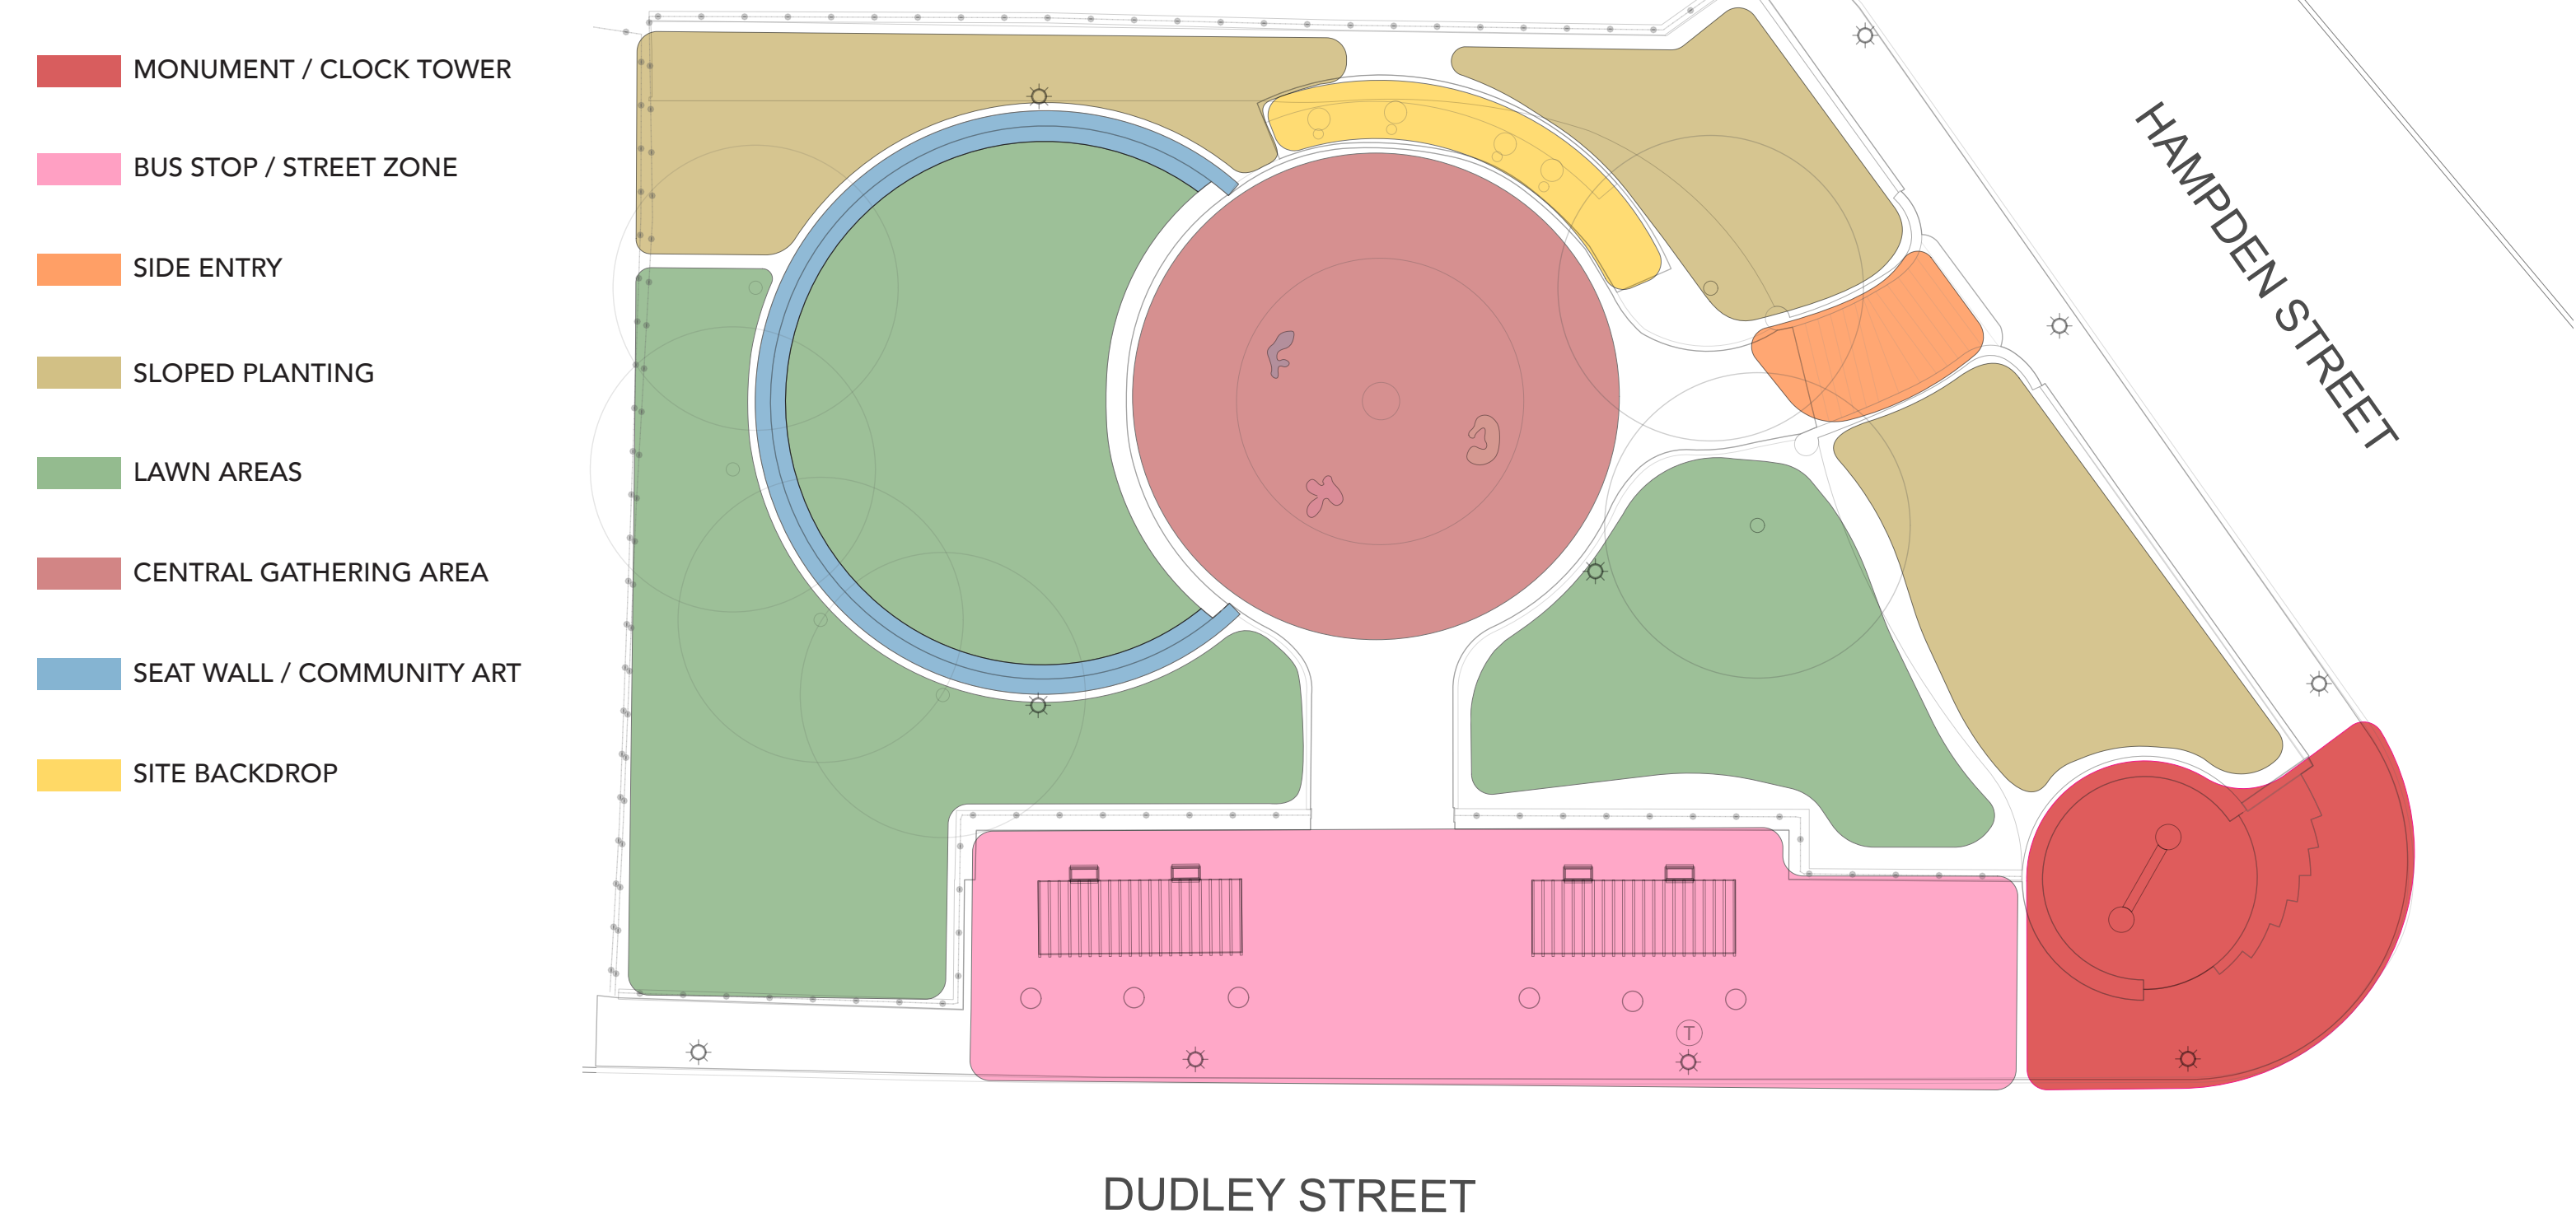 MONUMENT / CLOCK TOWER
BUS STOP / STREET ZONE
SIDE ENTRY
SLOPED PLANTING
LAWN AREAS
CENTRAL GATHERING AREA
SEAT WALL / COMMUNITY ART
SITE BACKDROP
HAMPDEN STREET
T
DUDLEY STREET